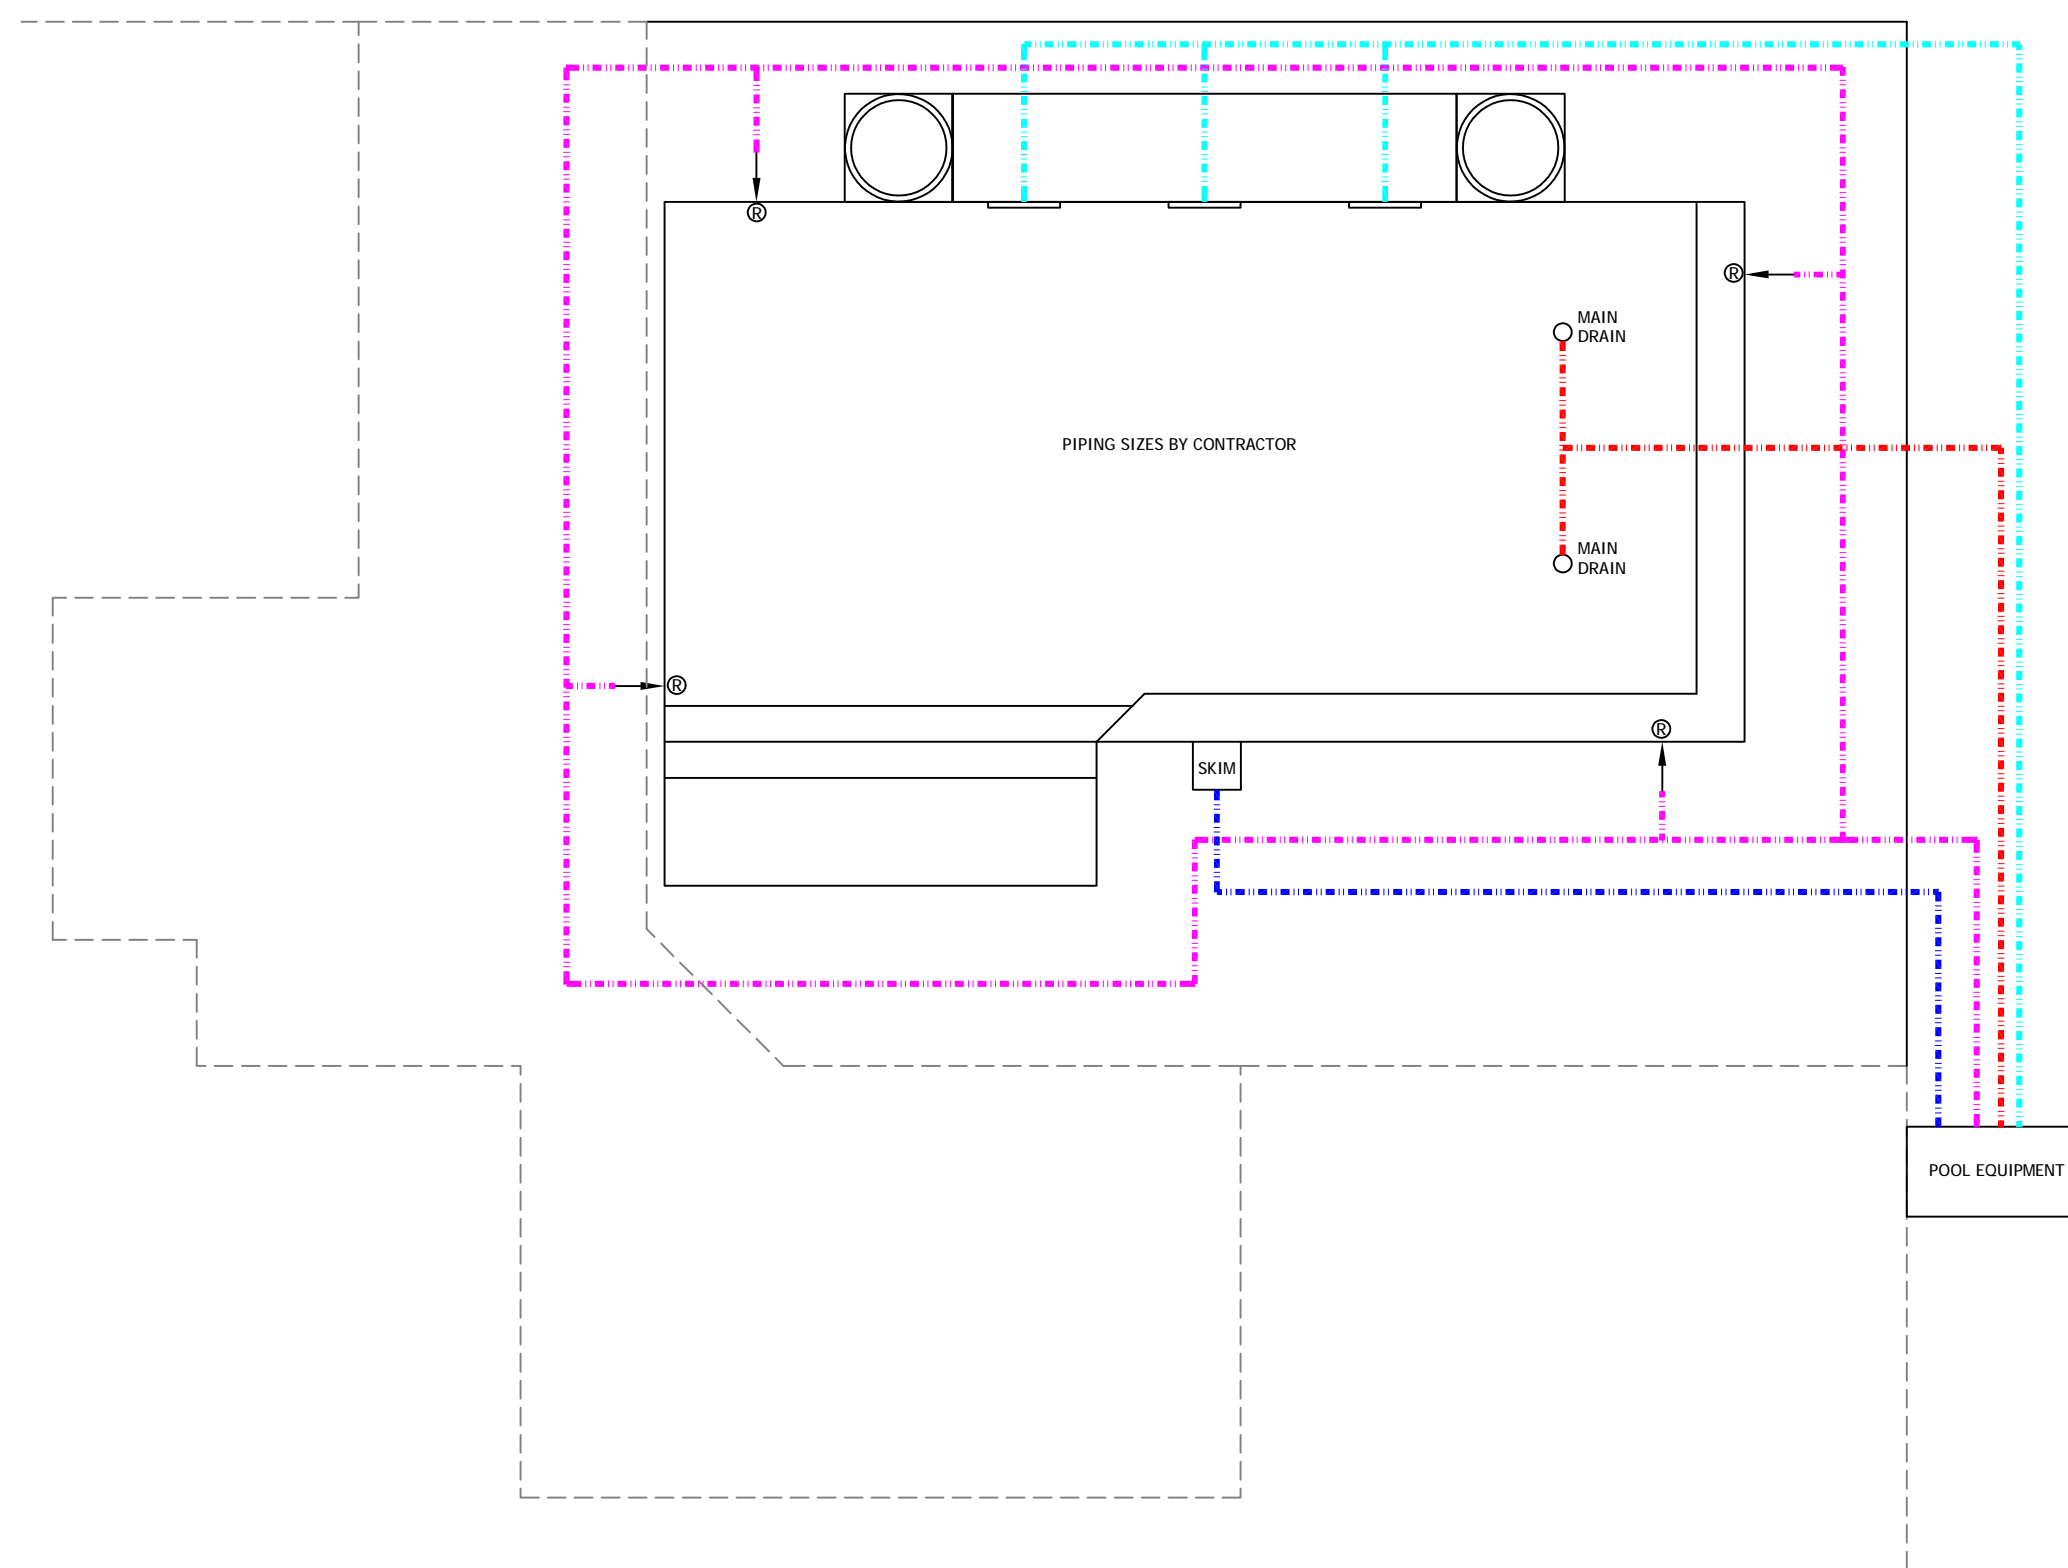 ®
®
MAIN
DRAIN
PIPING SIZES BY CONTRACTOR
MAIN
DRAIN
®
®
SKIM
POOL EQUIPMENT